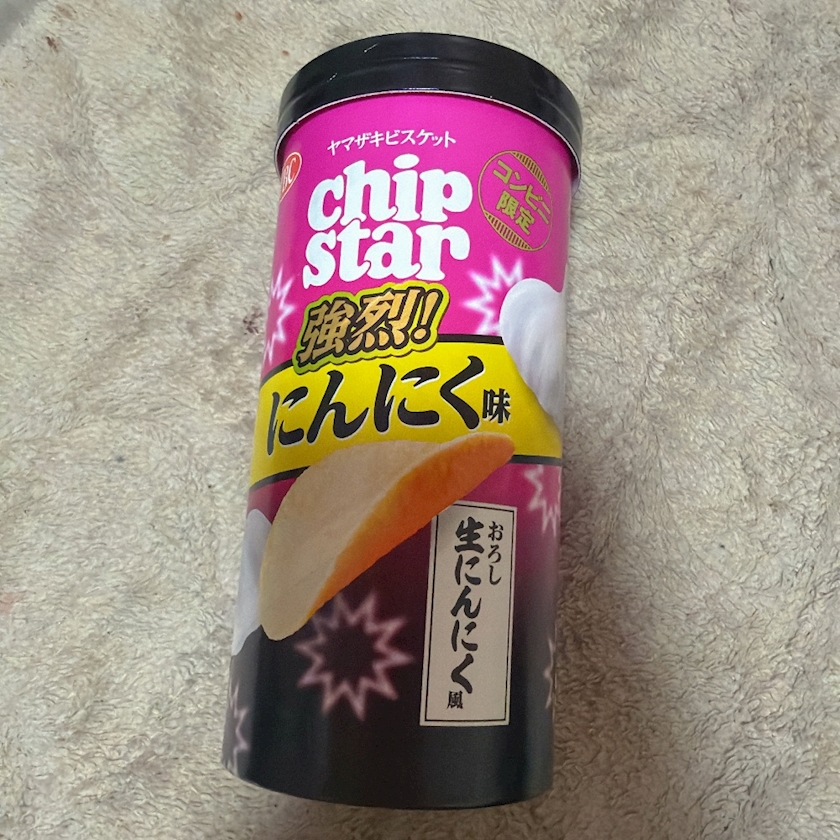 ヤマザキビスケット
chip
star
コンビニ
限定
強烈!
にんにく味
おろし
生にんにく風